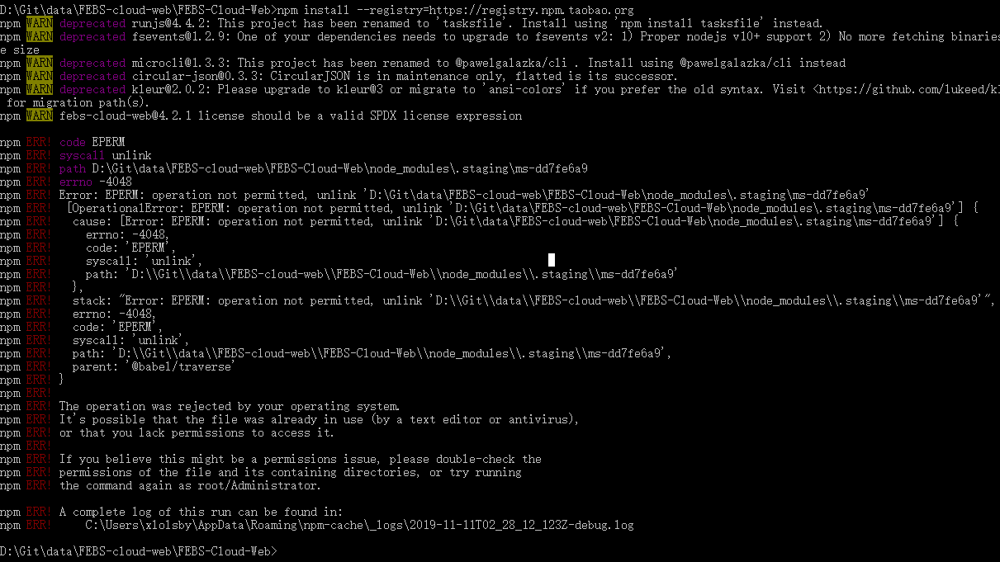 D:\Git\data\FEBS-cloud-web\FEBS-Cloud-Web>npm install --registry=https://registry.npm.taobao.org
npm WARN deprecated runjs@4.4.2: This project has been renamed to 'tasksfile'. Install using 'npm install tasksfile' instead.
npm WARN deprecated fsevents@1.2.9: One of your dependencies needs to upgrade to fsevents v2: 1) Proper nodejs v10+ support 2) No more fetching binaries
e size
npm WARN deprecated microcli@1.3.3: This project has been renamed to @pawelgalazka/cli . Install using @pawelgalazka/cli instead
npm WARN deprecated circular-json@0.3.3: CircularJSON is in maintenance only, flatted is its successor.
npm WARN deprecated kleur@2.0.2: Please upgrade to kleur@3 or migrate to 'ansi-colors' if you prefer the old syntax. Visit <https://github.com/lukeed/kl
 for migration path(s).
npm WARN febs-cloud-web@4.2.1 license should be a valid SPDX license expression
npm ERR! code EPERM
npm ERR! syscall unlink
npm ERR! path D:\Git\data\FEBS-cloud-web\FEBS-Cloud-Web\node_modules\.staging\ms-dd7fe6a9
npm ERR! errno -4048
npm ERR! Error: EPERM: operation not permitted, unlink 'D:\Git\data\FEBS-cloud-web\FEBS-Cloud-Web\node_modules\.staging\ms-dd7fe6a9'
npm ERR!  [OperationalError: EPERM: operation not permitted, unlink 'D:\Git\data\FEBS-cloud-web\FEBS-Cloud-Web\node_modules\.staging\ms-dd7fe6a9'] {
npm ERR!   cause: [Error: EPERM: operation not permitted, unlink 'D:\Git\data\FEBS-cloud-web\FEBS-Cloud-Web\node_modules\.staging\ms-dd7fe6a9'] {
npm ERR!     errno: -4048,
npm ERR!     code: 'EPERM',
npm ERR!     syscall: 'unlink',
npm ERR!     path: 'D:\\Git\\data\\FEBS-cloud-web\\FEBS-Cloud-Web\\node_modules\\.staging\\ms-dd7fe6a9'
npm ERR!   },
npm ERR!   stack: "Error: EPERM: operation not permitted, unlink 'D:\\Git\\data\\FEBS-cloud-web\\FEBS-Cloud-Web\\node_modules\\.staging\\ms-dd7fe6a9'",
npm ERR!   errno: -4048,
npm ERR!   code: 'EPERM',
npm ERR!   syscall: 'unlink',
npm ERR!   path: 'D:\\Git\\data\\FEBS-cloud-web\\FEBS-Cloud-Web\\node_modules\\.staging\\ms-dd7fe6a9',
npm ERR!   parent: '@babel/traverse'
npm ERR! }
npm ERR!
npm ERR! The operation was rejected by your operating system.
npm ERR! It's possible that the file was already in use (by a text editor or antivirus),
npm ERR! or that you lack permissions to access it.
npm ERR!
npm ERR! If you believe this might be a permissions issue, please double-check the
npm ERR! permissions of the file and its containing directories, or try running
npm ERR! the command again as root/Administrator.
npm ERR! A complete log of this run can be found in:
npm ERR!     C:\Users\xlolsby\AppData\Roaming\npm-cache\_logs\2019-11-11T02_28_12_123Z-debug.log
D:\Git\data\FEBS-cloud-web\FEBS-Cloud-Web>